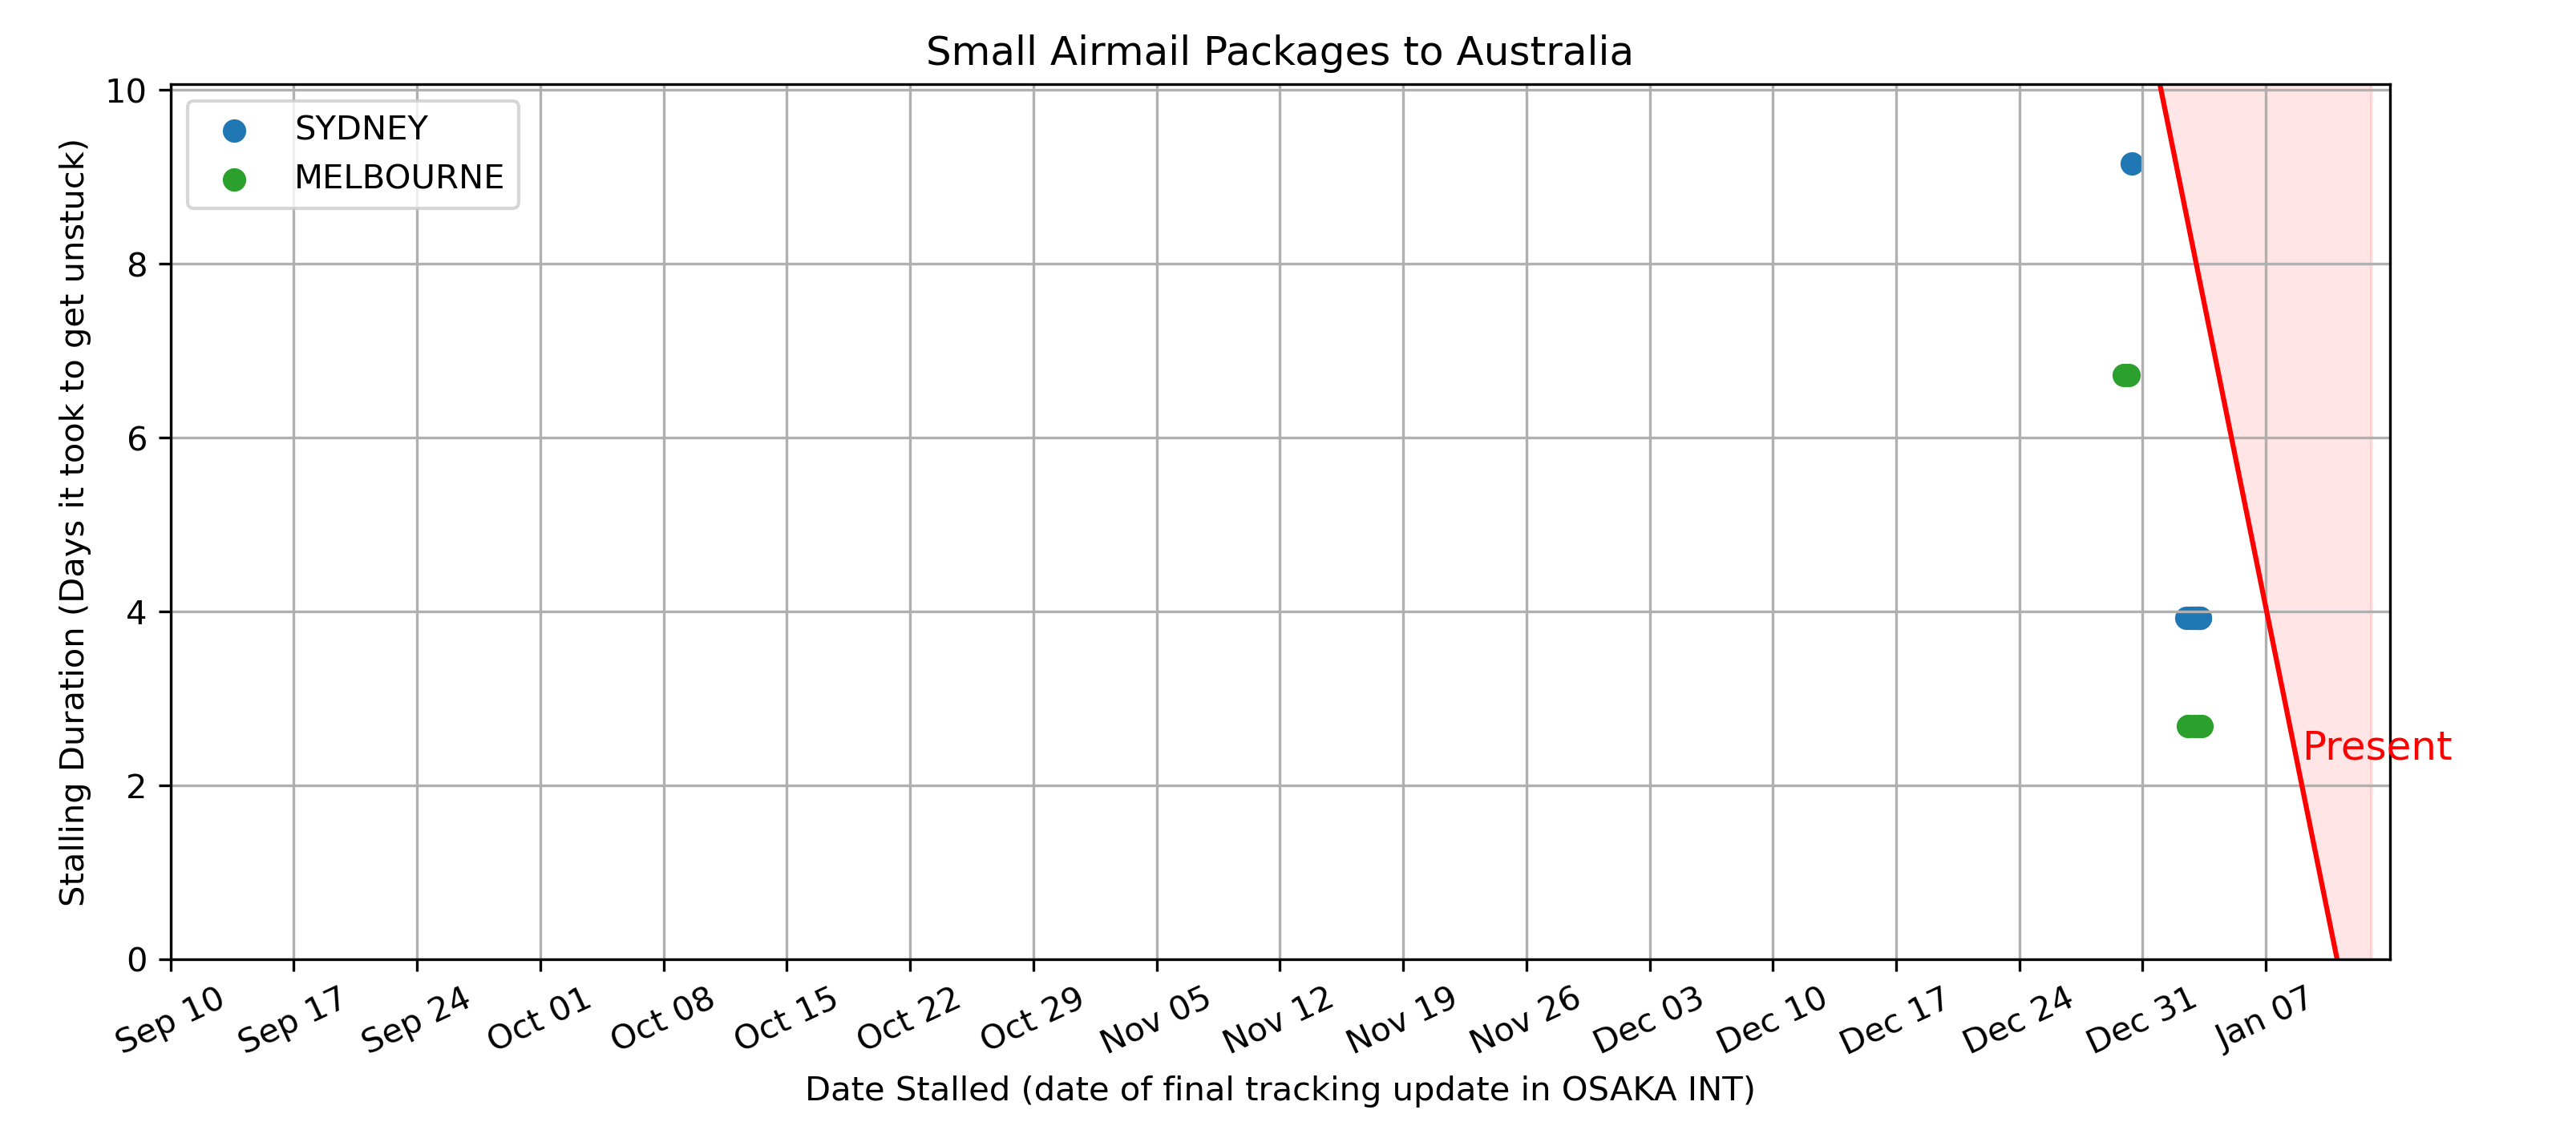 Small Airmail Packages to Australia
SYDNEY
MELBOURNE
Stalling Duration (Days it took to get unstuck)
10
8
6
4
2
0
Present
Sep 10
Sep 17
Sep 24
Oct 01
Oct 08
Oct 15
Oct 22
Oct 29
Nov 05
Nov 12
Nov 19
Nov 26
Dec 03
Dec 10
Dec 17
Dec 24
Dec 31
Jan 07
Date Stalled (date of final tracking update in OSAKA INT)